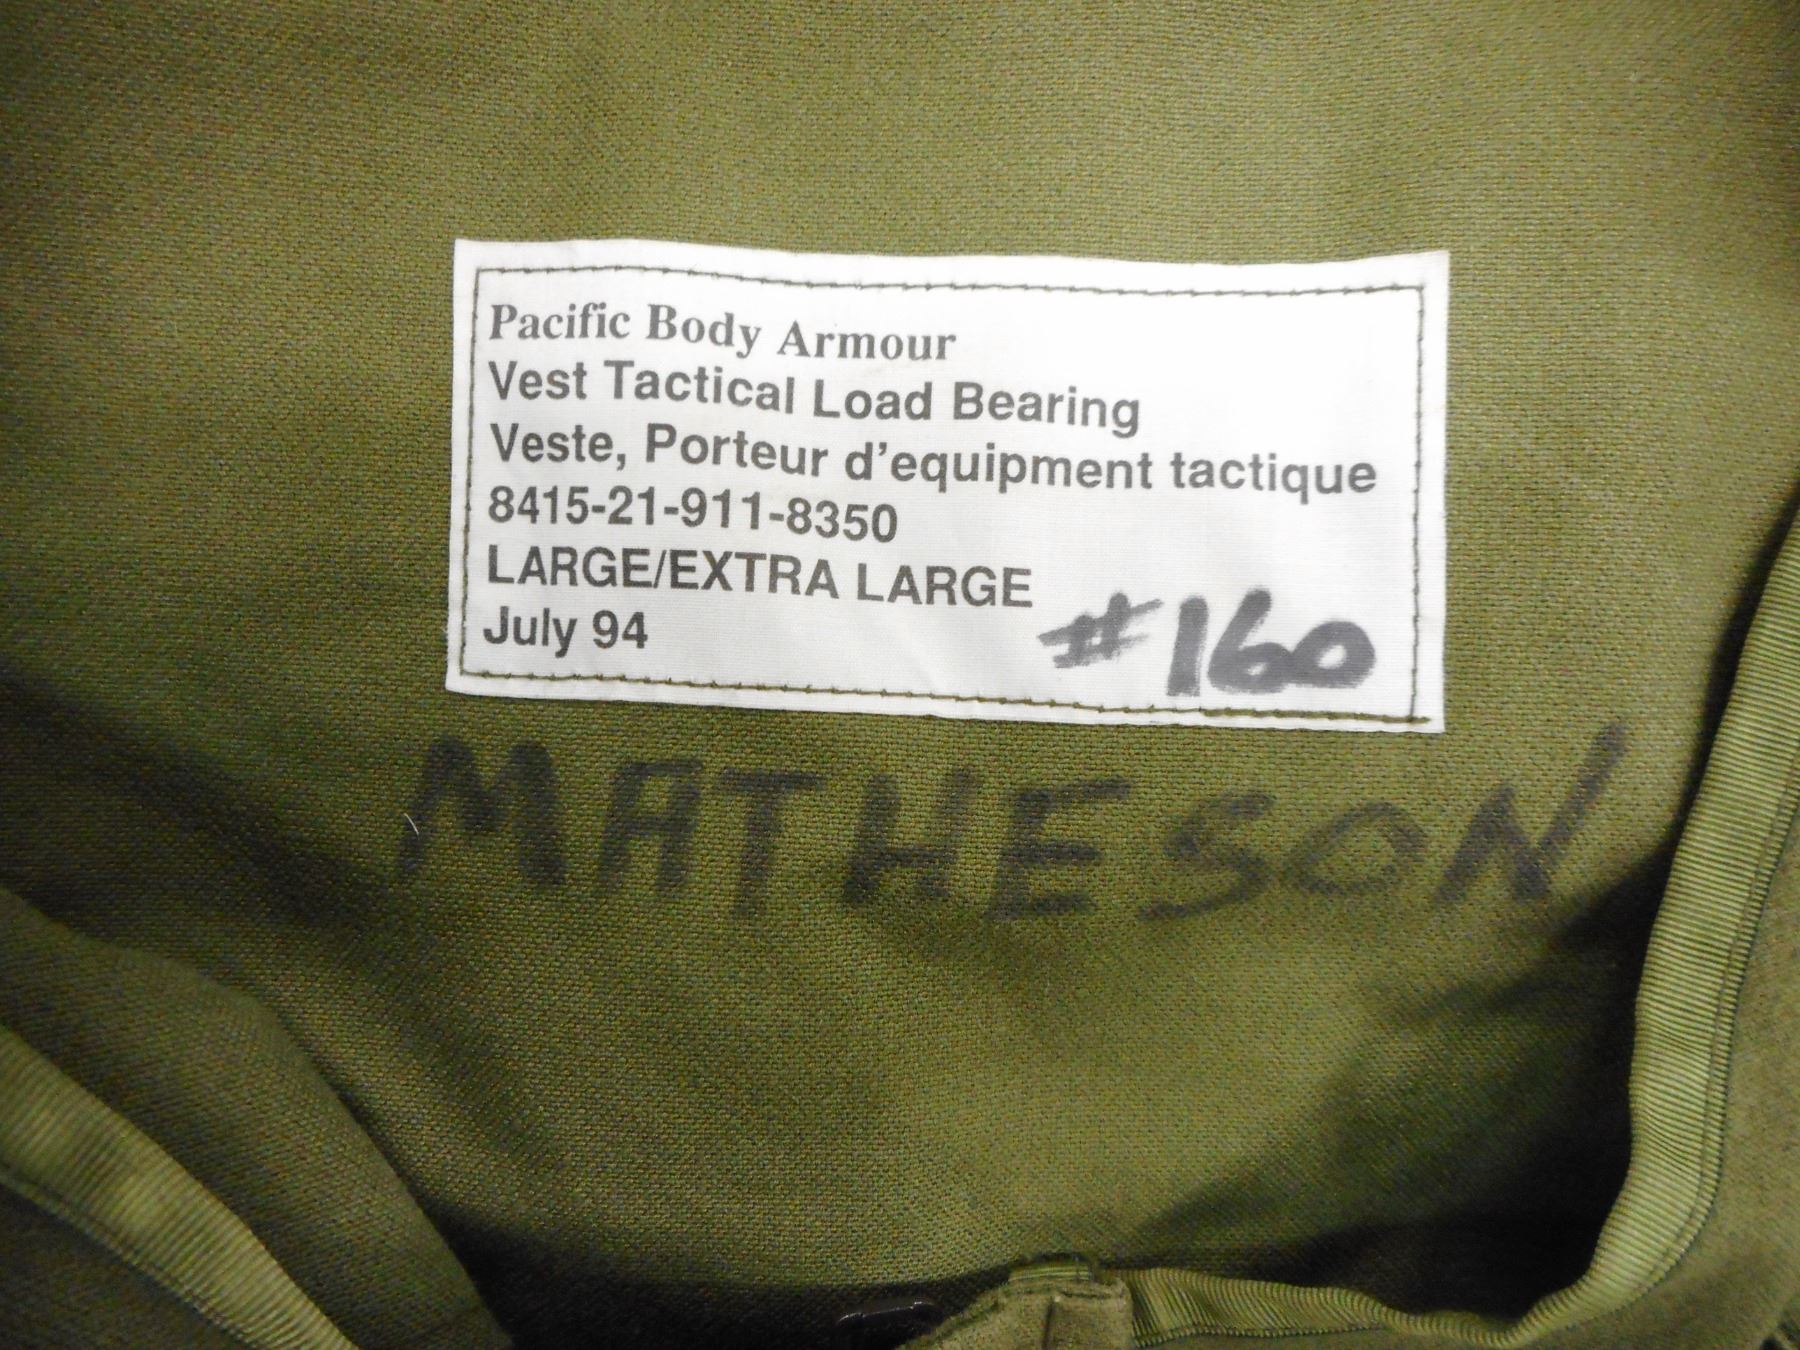 Pacific Body Armour
Vest Tactical Load Bearing
Veste, Porteur d'equipment tactique
8415-21-911-8350
LARGE/EXTRA LARGE
July 94
#160
MATHESON